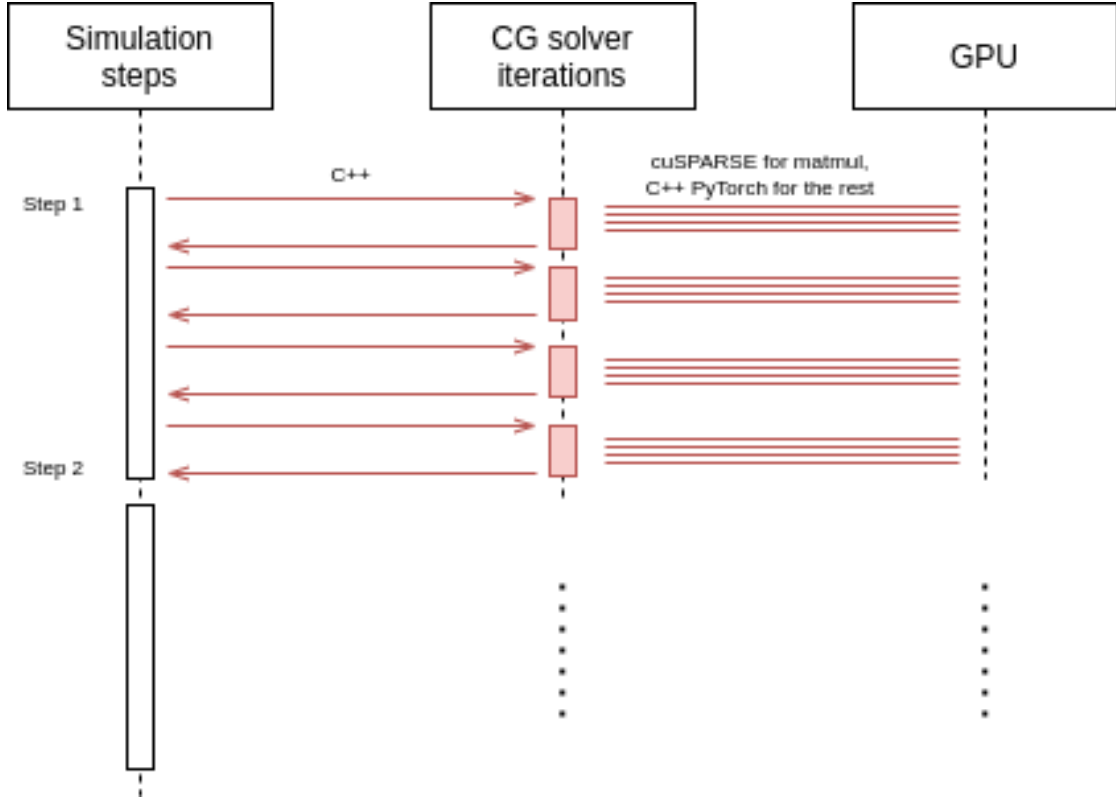 Simulation
steps
CG solver
iterations
GPU
C++
cuSPARSE for matmul,
C++ PyTorch for the rest
Step 1
Step 2